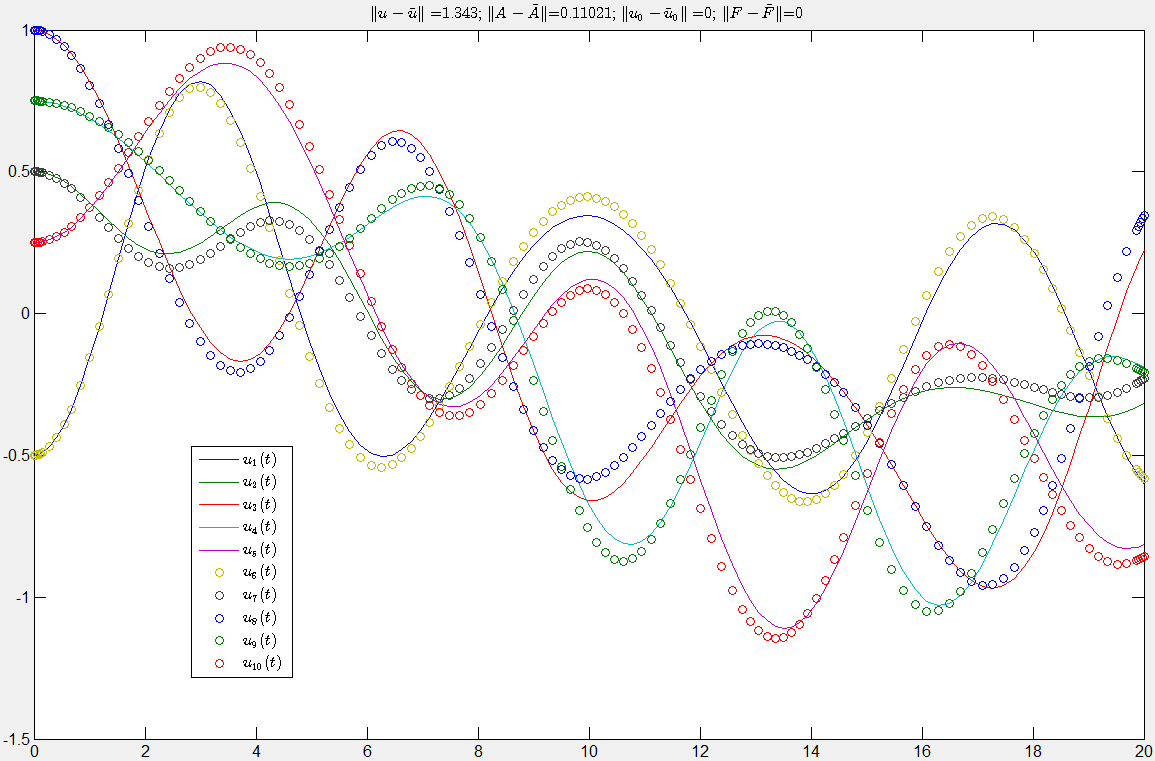 ‖u − ū‖ =1.343; ‖A − Ā‖=0.11021; ‖u₀ − ū₀‖ =0; ‖F − F̄‖=0
1
0.5
0
-0.5
-1
-1.5
u₁(t)
u₂(t)
u₃(t)
u₄(t)
u₅(t)
u₆(t)
u₇(t)
u₈(t)
u₉(t)
u₁₀(t)
0 2 4 6 8 10 12 14 16 18 20